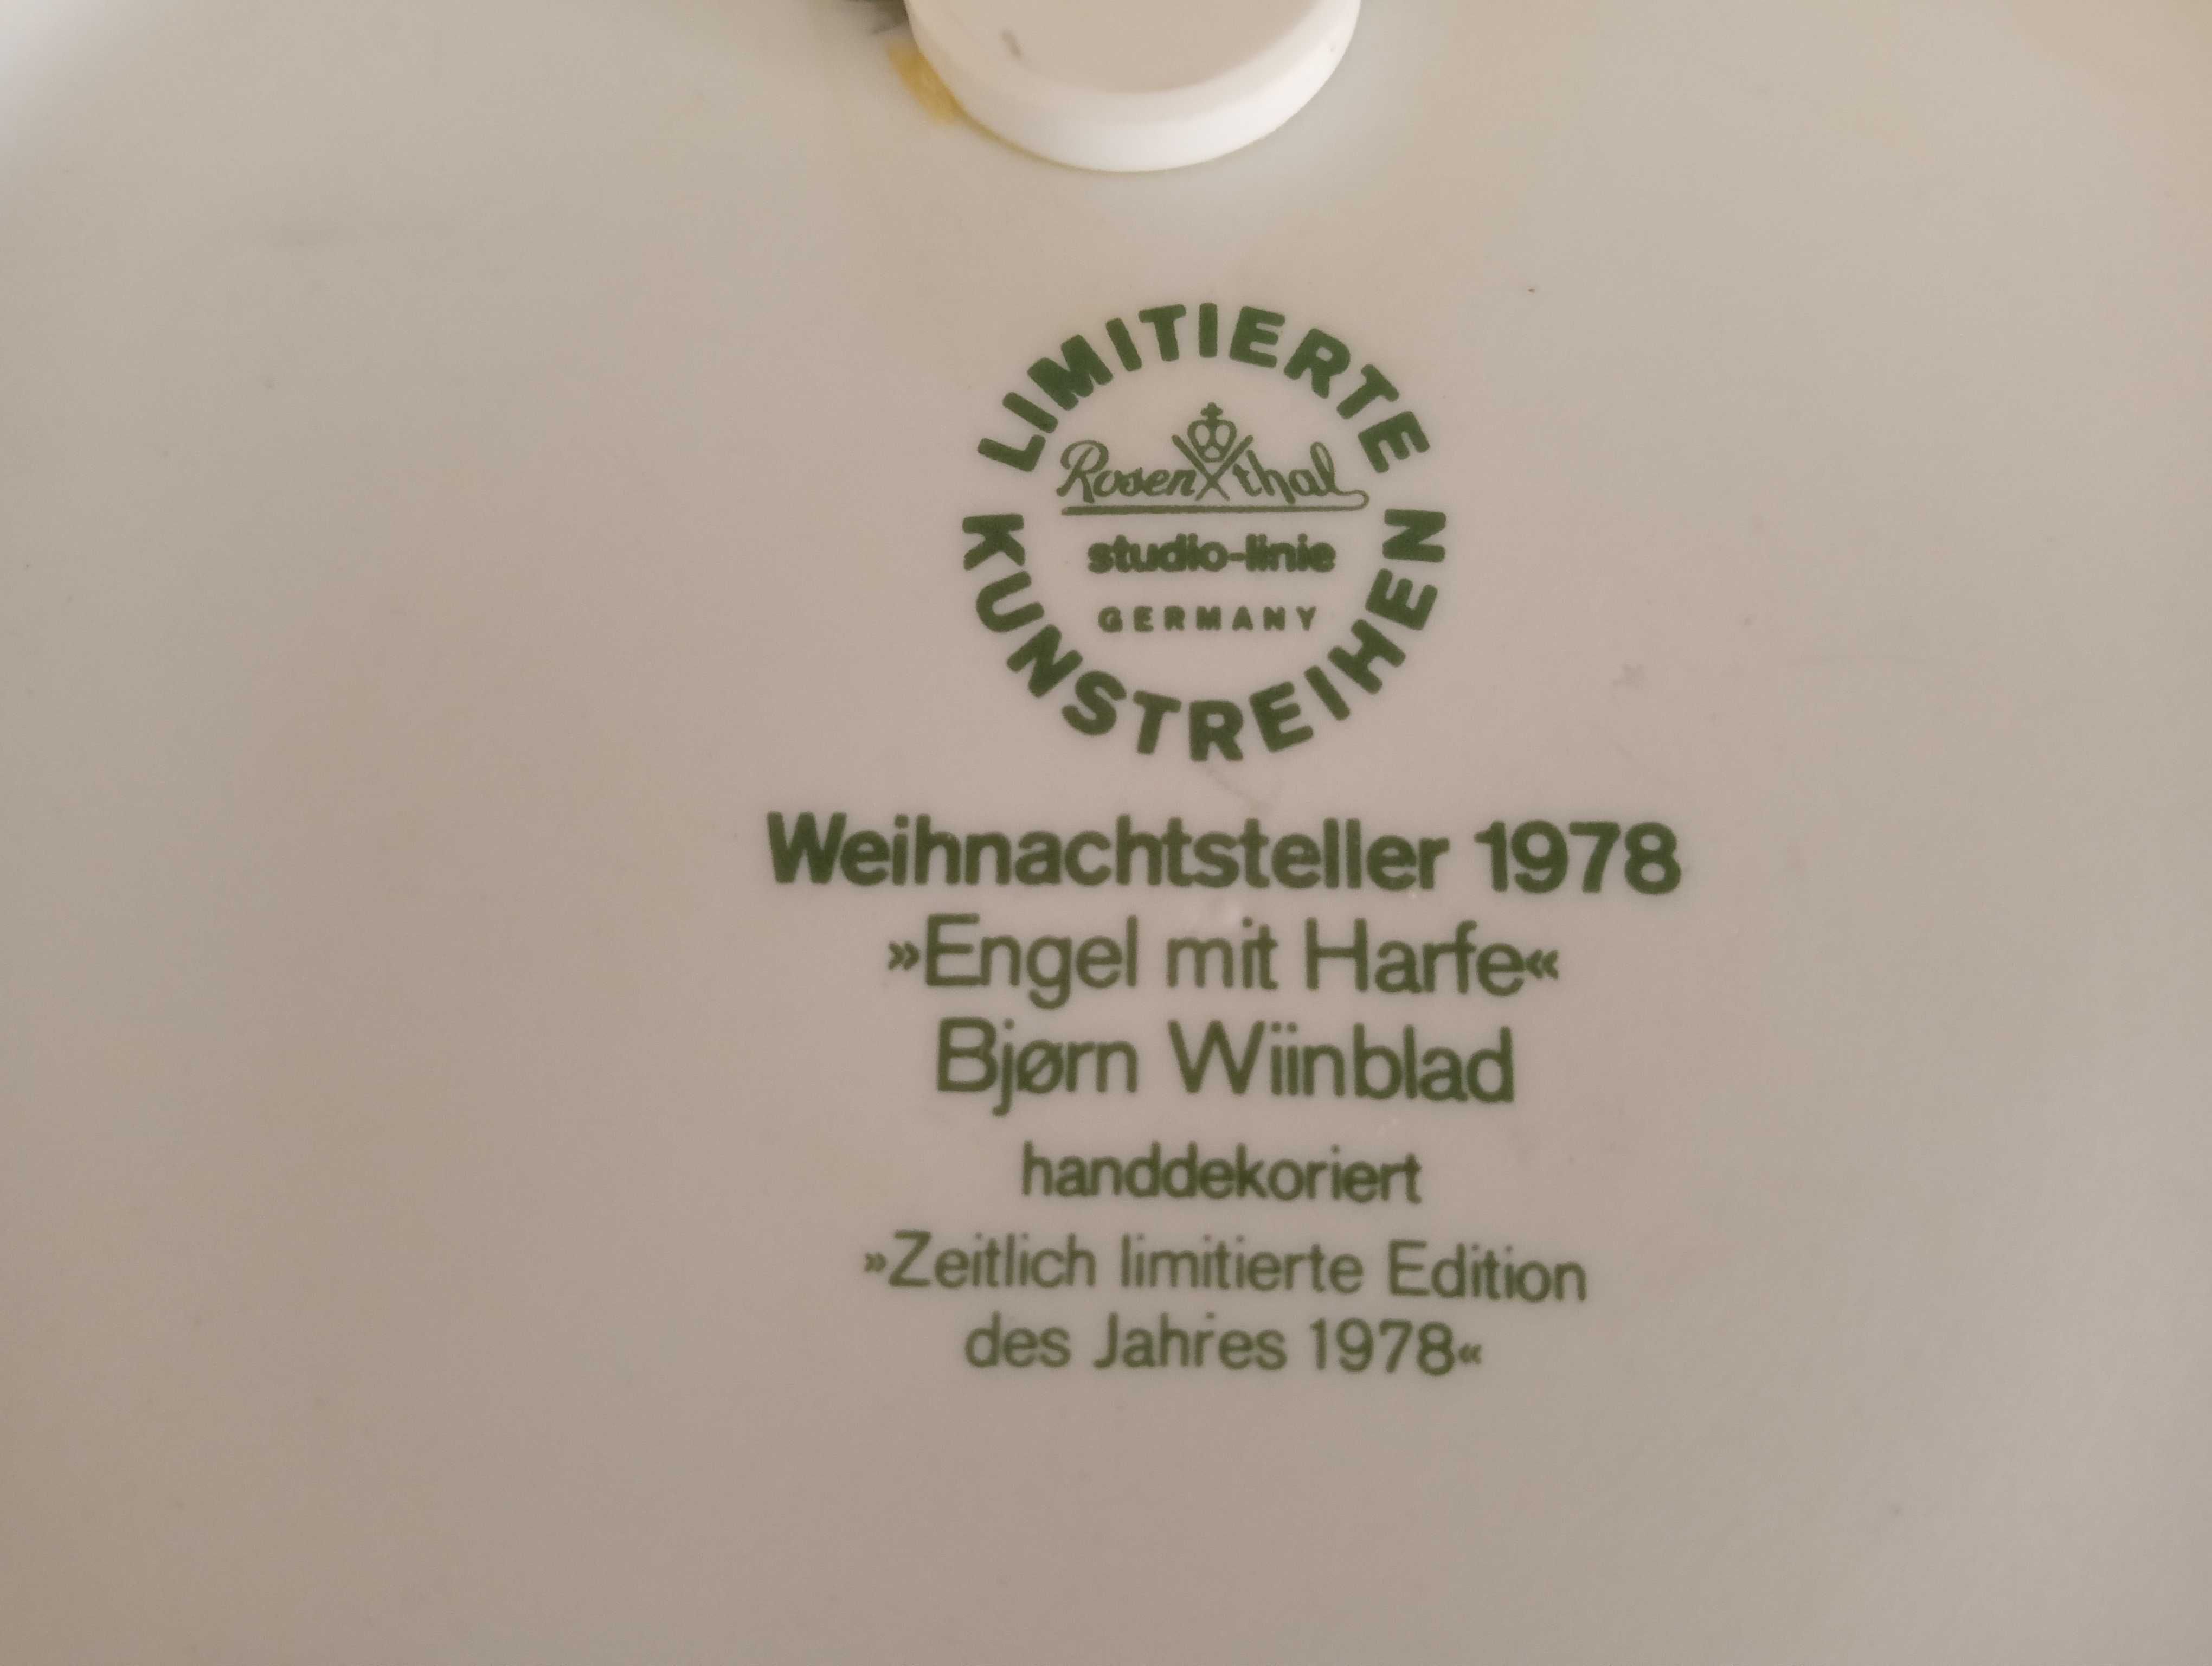 LIMITIERTE
Rosenthal
studio-linie
GERMANY
KUNSTREIHEN
Weihnachtsteller 1978
»Engel mit Harfe«
Bjørn Wiinblad
handdekoriert
»Zeitlich limitierte Edition
des Jahres 1978«